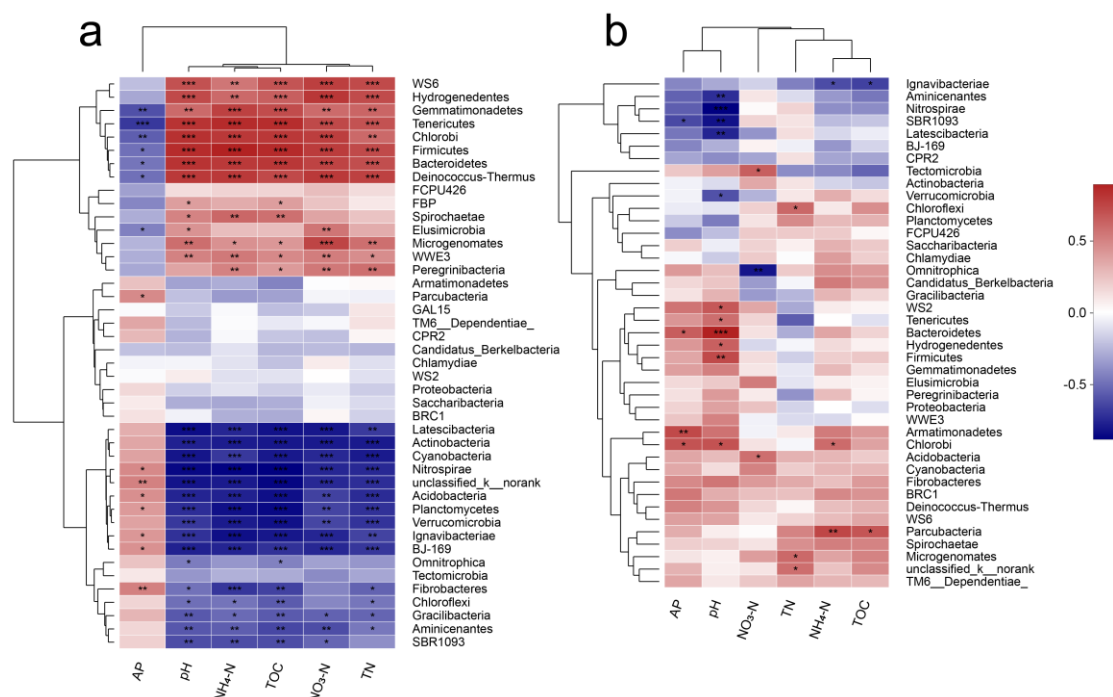 a
WS6
Hydrogenedentes
Gemmatimonadetes
Tenericutes
Chlorobi
Firmicutes
Bacteroidetes
Deinococcus-Thermus
FCPU426
FBP
Spirochaetae
Elusimicrobia
Microgenomates
WWE3
Peregrinibacteria
Armatimonadetes
Parcubacteria
GAL15
TM6__Dependentiae_
CPR2
Candidatus_Berkelbacteria
Chlamydiae
WS2
Proteobacteria
Saccharibacteria
BRC1
Latescibacteria
Actinobacteria
Cyanobacteria
Nitrospirae
unclassified_k__norank
Acidobacteria
Planctomycetes
Verrucomicrobia
Ignavibacteriae
BJ-169
Omnitrophica
Tectomicrobia
Fibrobacteres
Chloroflexi
Gracilibacteria
Aminicenantes
SBR1093
AP
pH
NH₄-N
TOC
NO₃-N
TN
b
Ignavibacteriae
Aminicenantes
Nitrospirae
SBR1093
Latescibacteria
BJ-169
CPR2
Tectomicrobia
Actinobacteria
Verrucomicrobia
Chloroflexi
Planctomycetes
FCPU426
Saccharibacteria
Chlamydiae
Omnitrophica
Candidatus_Berkelbacteria
Gracilibacteria
WS2
Tenericutes
Bacteroidetes
Hydrogenedentes
Firmicutes
Gemmatimonadetes
Elusimicrobia
Peregrinibacteria
Proteobacteria
WWE3
Armatimonadetes
Chlorobi
Acidobacteria
Cyanobacteria
Fibrobacteres
BRC1
Deinococcus-Thermus
WS6
Parcubacteria
Spirochaetae
Microgenomates
unclassified_k__norank
TM6__Dependentiae_
AP
pH
NO₃-N
TN
NH₄-N
TOC
0.5
0.0
-0.5